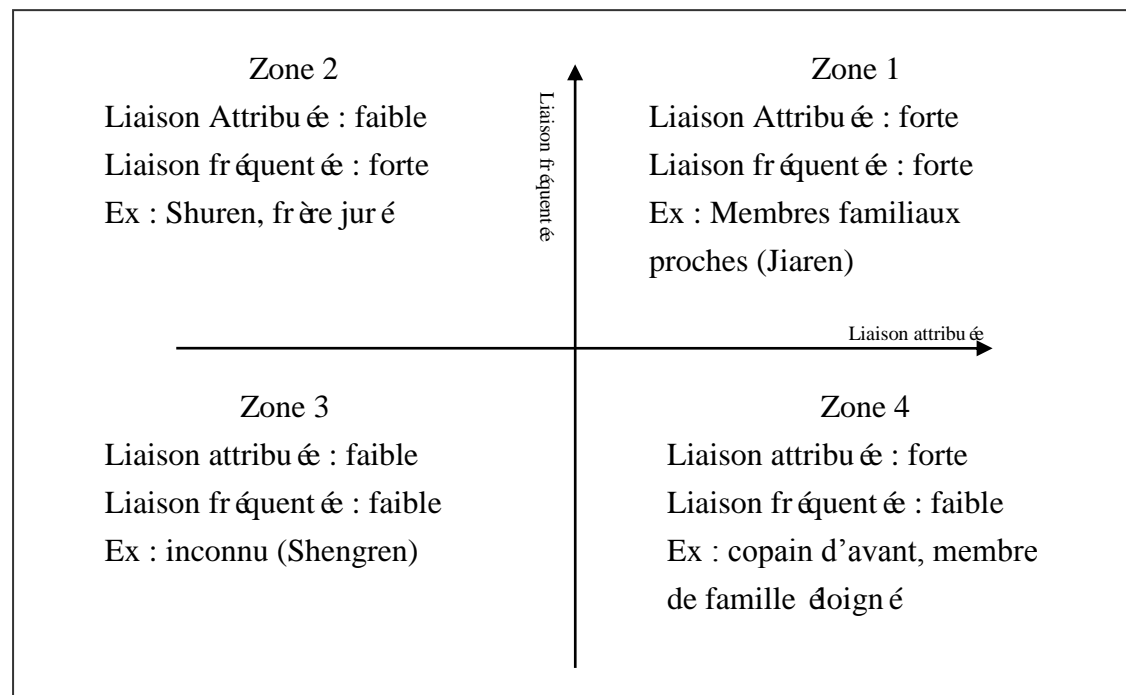 Zone 2
Liaison Attribuée : faible
Liaison fréquentée : forte
Ex : Shuren, frère juré
Zone 1
Liaison Attribuée : forte
Liaison fréquentée : forte
Ex : Membres familiaux
proches (Jiaren)
Liaison fréquentée
Liaison attribuée
Zone 3
Liaison attribuée : faible
Liaison fréquentée : faible
Ex : inconnu (Shengren)
Zone 4
Liaison attribuée : forte
Liaison fréquentée : faible
Ex : copain d’avant, membre
de famille éloigné